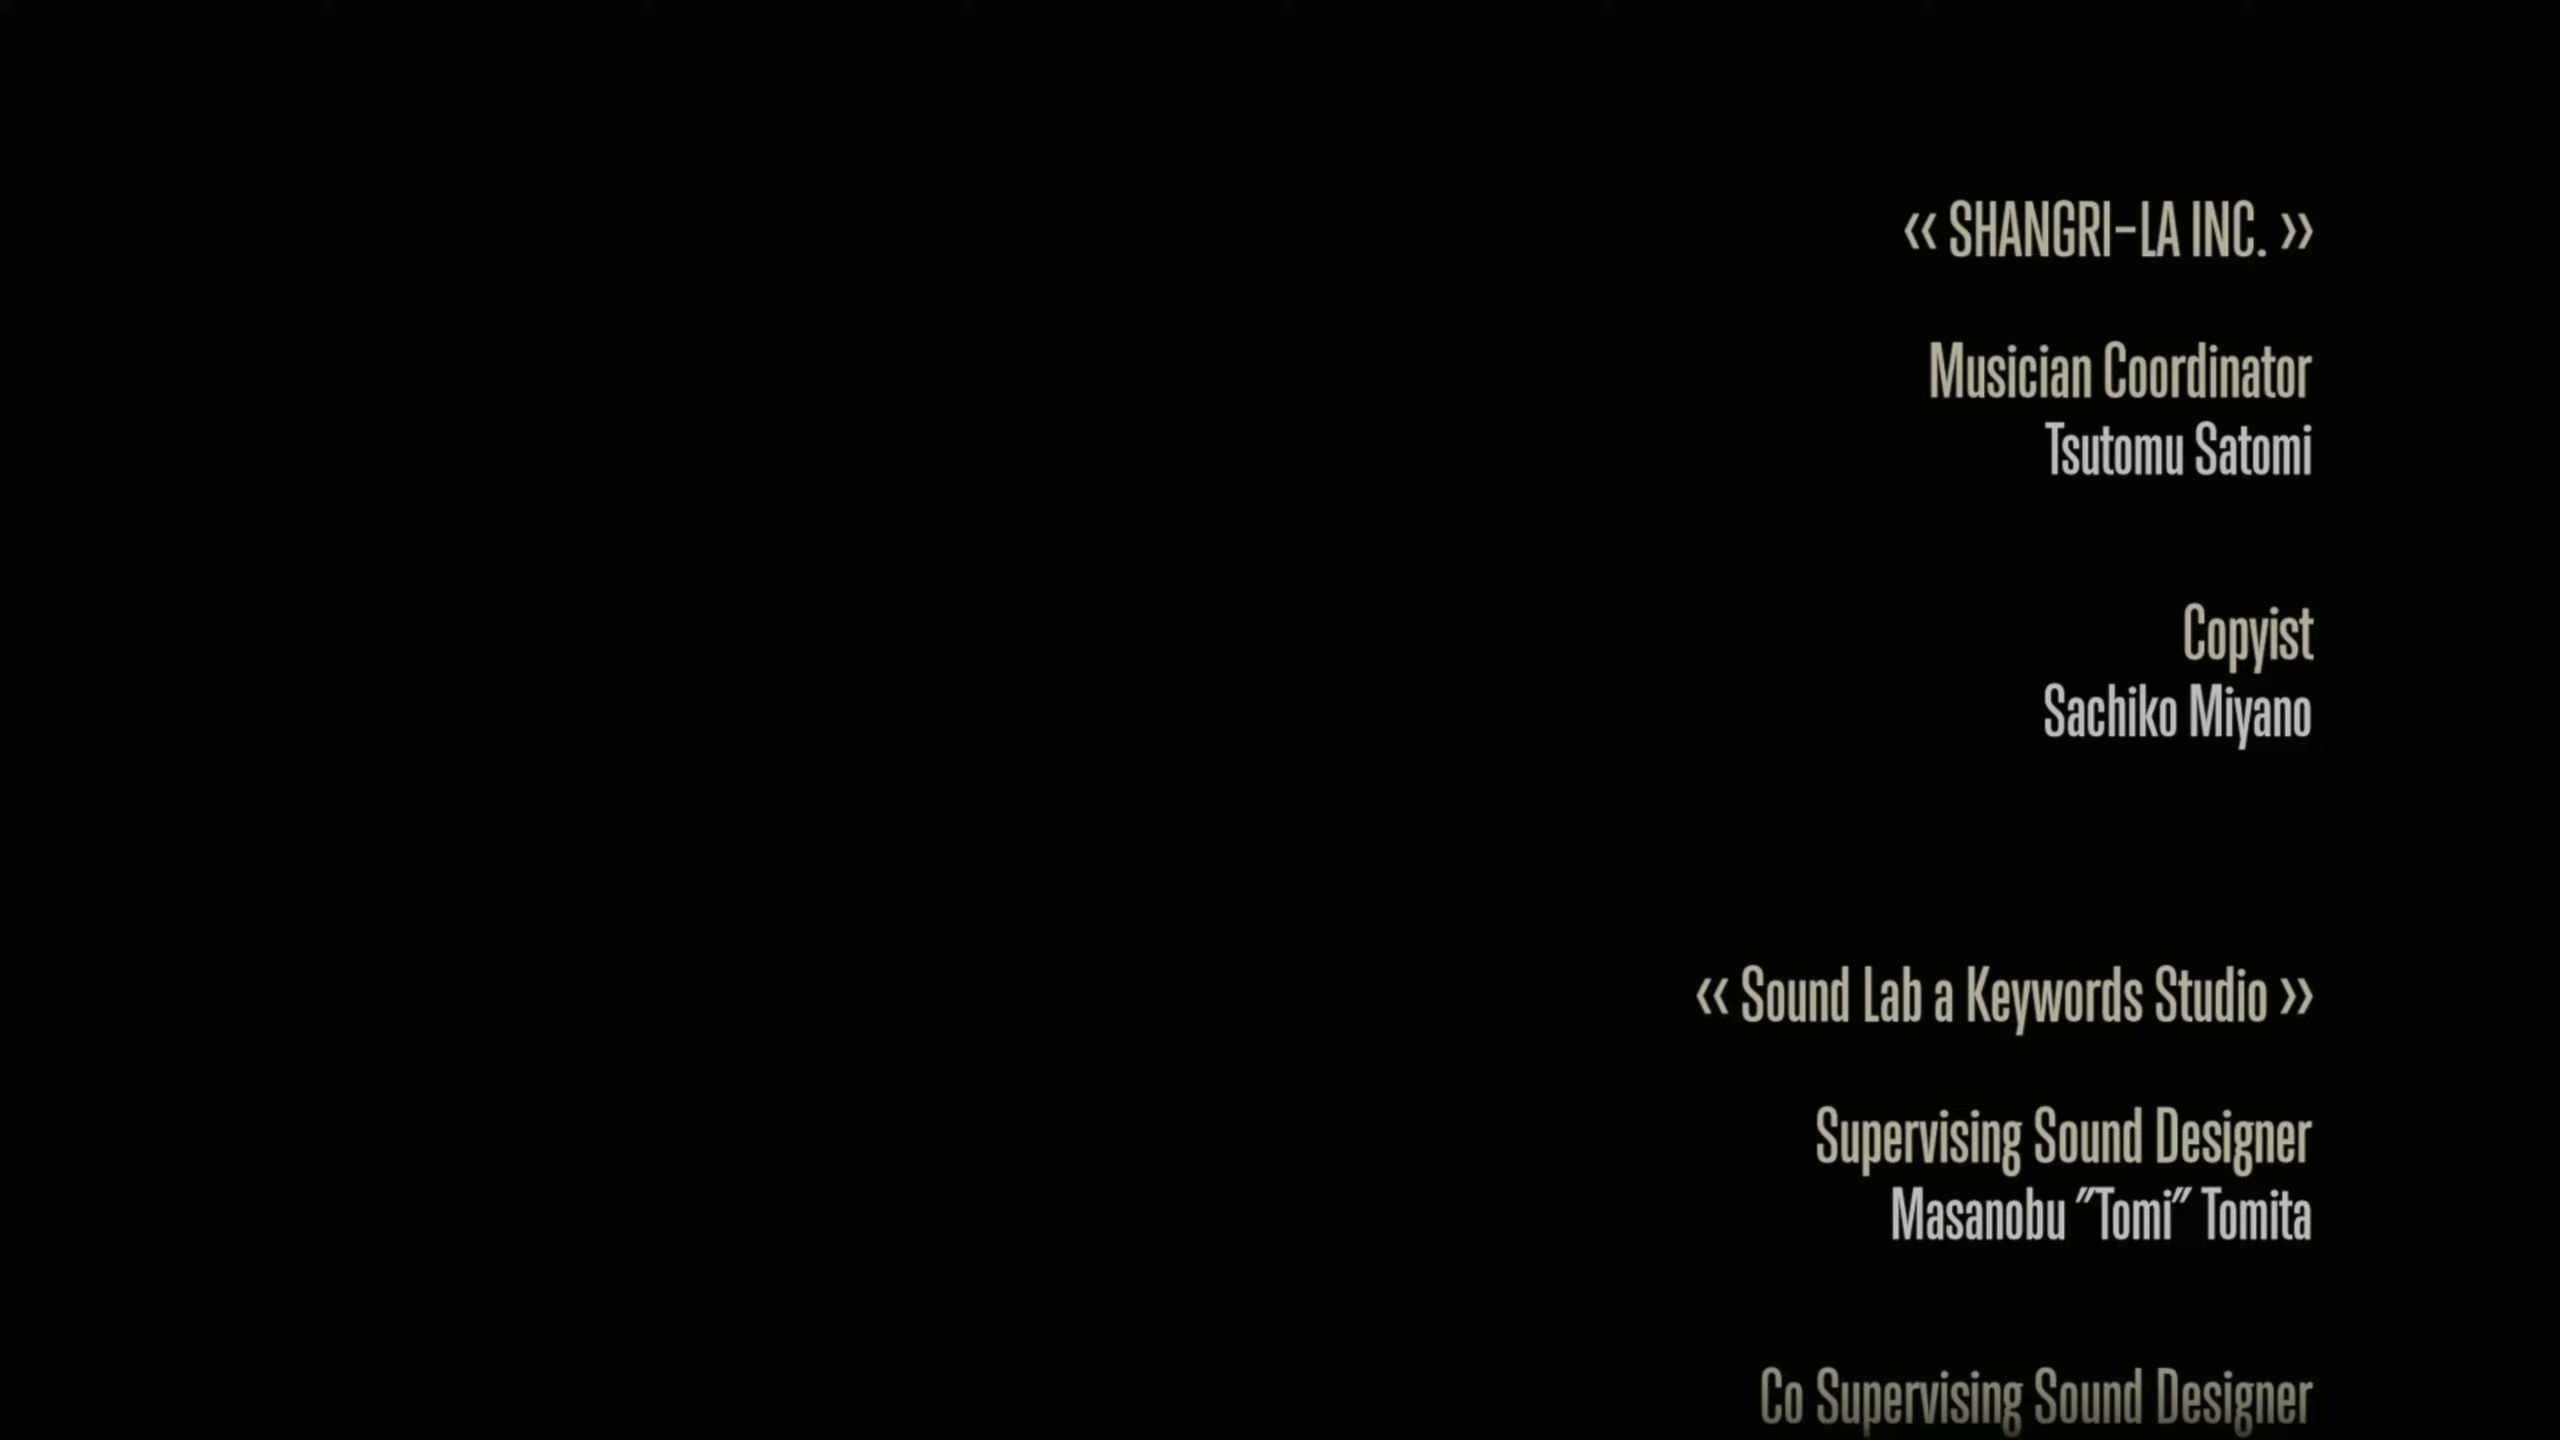 « SHANGRI-LA INC. »
Musician Coordinator
Tsutomu Satomi
Copyist
Sachiko Miyano
« Sound Lab a Keywords Studio »
Supervising Sound Designer
Masanobu "Tomi" Tomita
Co Supervising Sound Designer